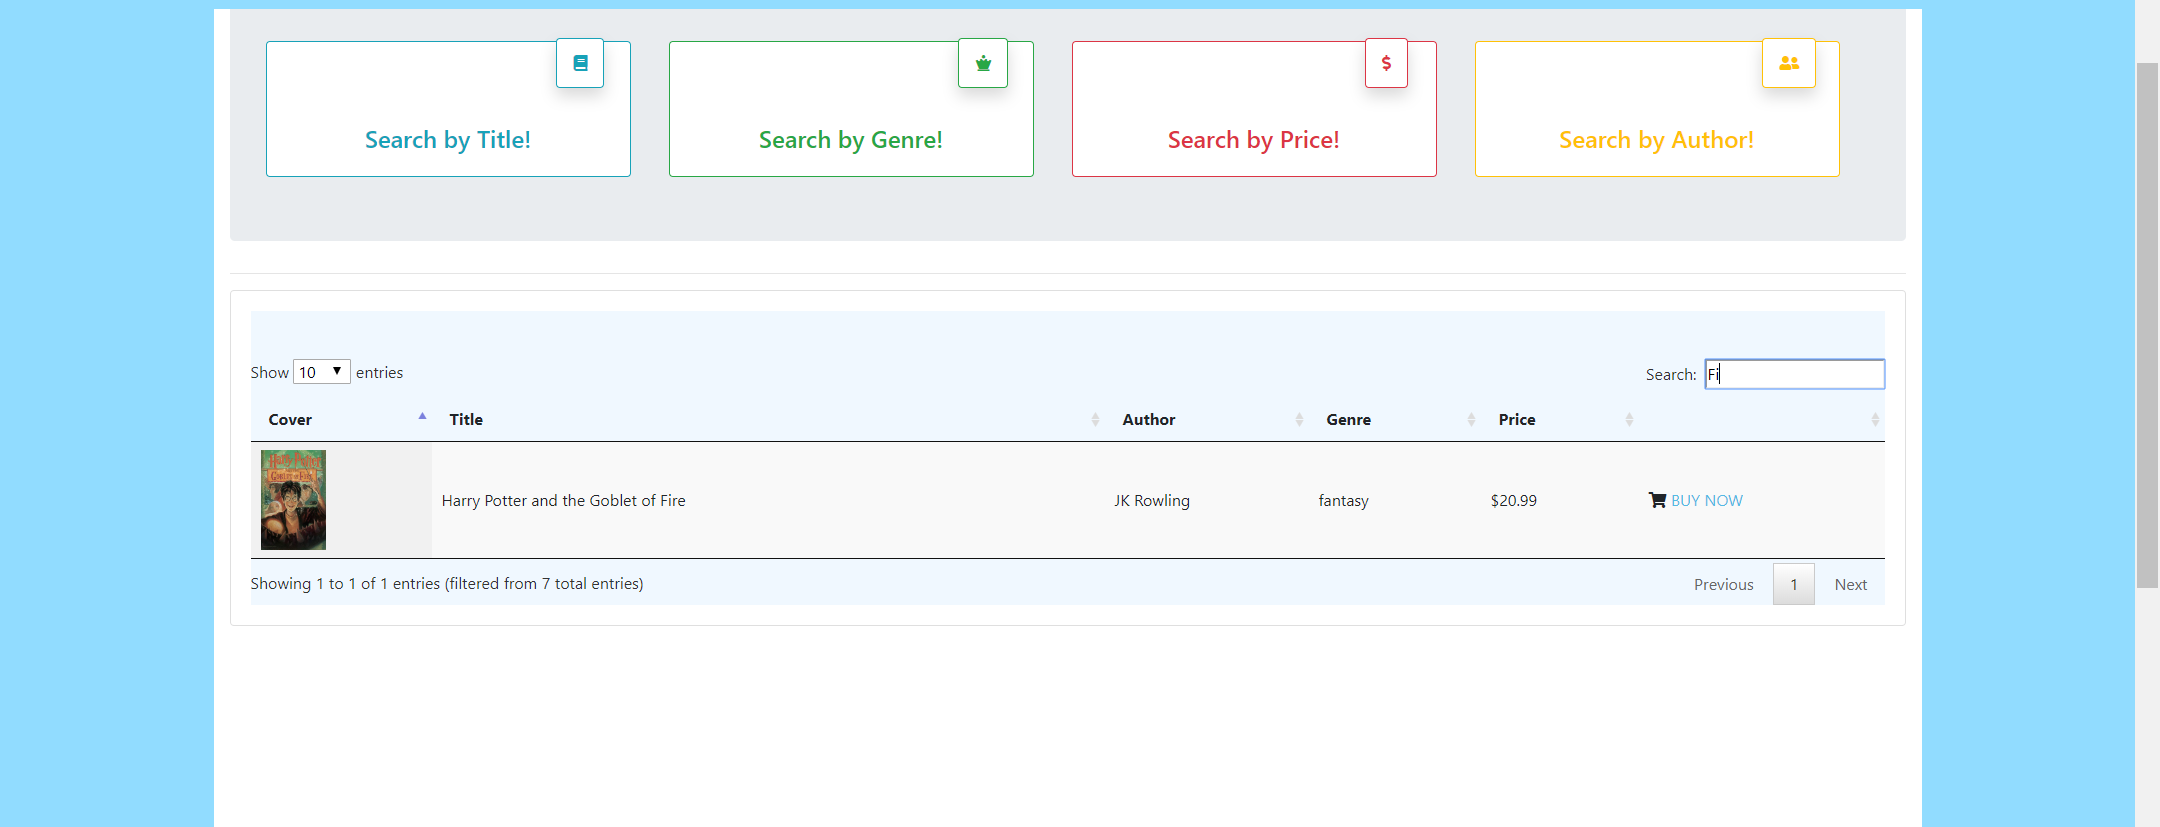 Search by Title!
Search by Genre!
$
Search by Price!
Search by Author!
Show 10 entries
Search: Fi
Cover Title Author Genre Price
Harry Potter
Goblet of Fire
Harry Potter and the Goblet of Fire JK Rowling fantasy $20.99 BUY NOW
Showing 1 to 1 of 1 entries (filtered from 7 total entries)
Previous 1 Next